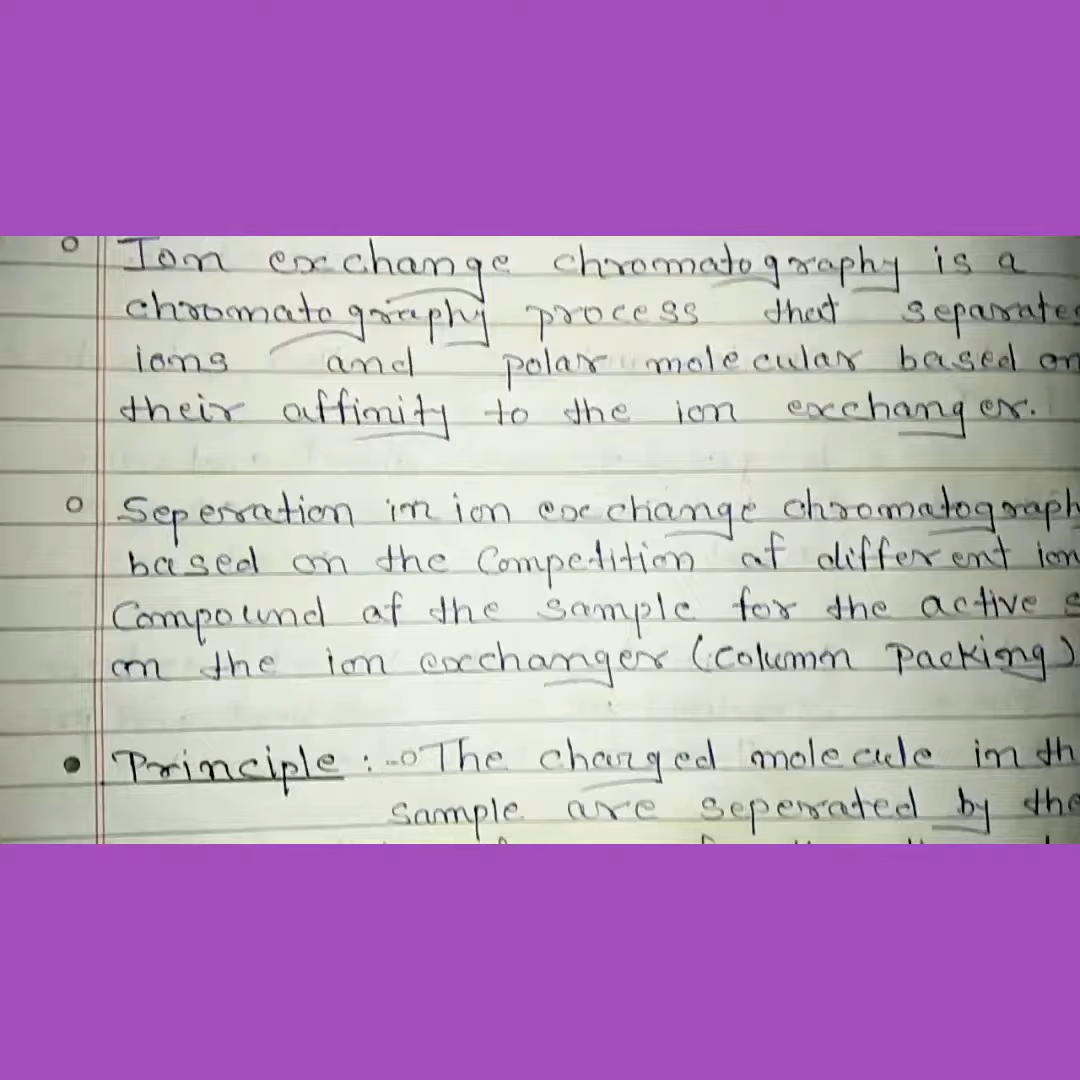 Ion exchange chromatography is a
chromatography process that separates
ions and polar molecular based on
their affinity to the ion exchanger.
Seperation in ion exchange chromatograph
based on the Competition of different ion
Compound of the sample for the active s
on the ion exchanger (column packing)
Principle : The charged molecule in th
sample are seperated by the